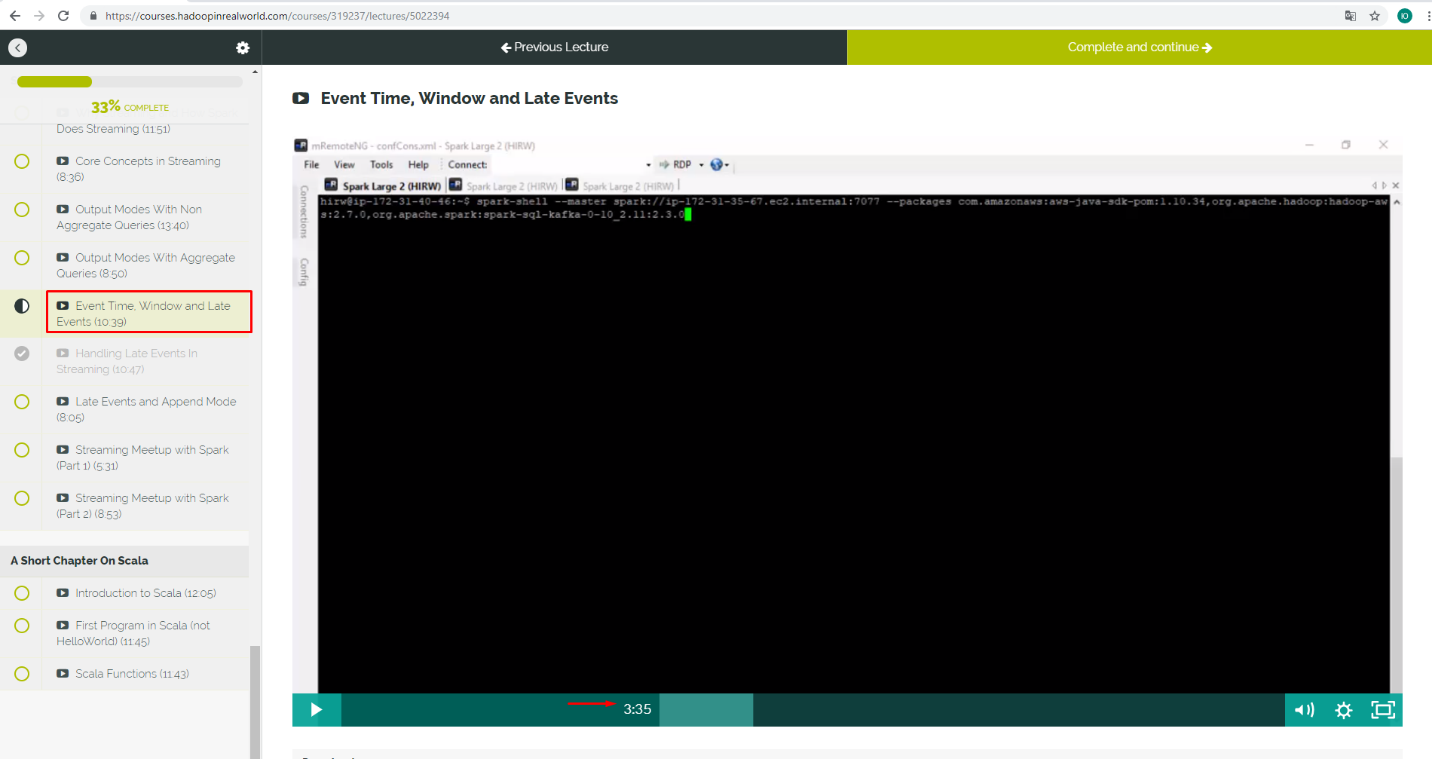 https://courses.hadoopinrealworld.com/courses/319237/lectures/5022394
IO
Previous Lecture
Complete and continue
33% COMPLETE
Does Streaming (11:51)
Core Concepts in Streaming
(8:36)
Output Modes With Non
Aggregate Queries (13:40)
Output Modes With Aggregate
Queries (8:50)
Event Time, Window and Late
Events (10:39)
Handling Late Events In
Streaming (10:47)
Late Events and Append Mode
(8:05)
Streaming Meetup with Spark
(Part 1) (5:31)
Streaming Meetup with Spark
(Part 2) (8:53)
A Short Chapter On Scala
Introduction to Scala (12:05)
First Program in Scala (not
HelloWorld) (11:45)
Scala Functions (11:43)
Event Time, Window and Late Events
mRemoteNG - confCons.xml - Spark Large 2 (HIRW)
File View Tools Help Connect: RDP
Spark Large 2 (HIRW) Spark Large 2 (HIRW) Spark Large 2 (HIRW)
Connections
Config
hirw@ip-172-31-40-46:~$ spark-shell --master spark://ip-172-31-35-67.ec2.internal:7077 --packages com.amazonaws:aws-java-sdk-pom:1.10.34,org.apache.hadoop:hadoop-aw
s:2.7.0,org.apache.spark:spark-sql-kafka-0-10_2.11:2.3.0
3:35